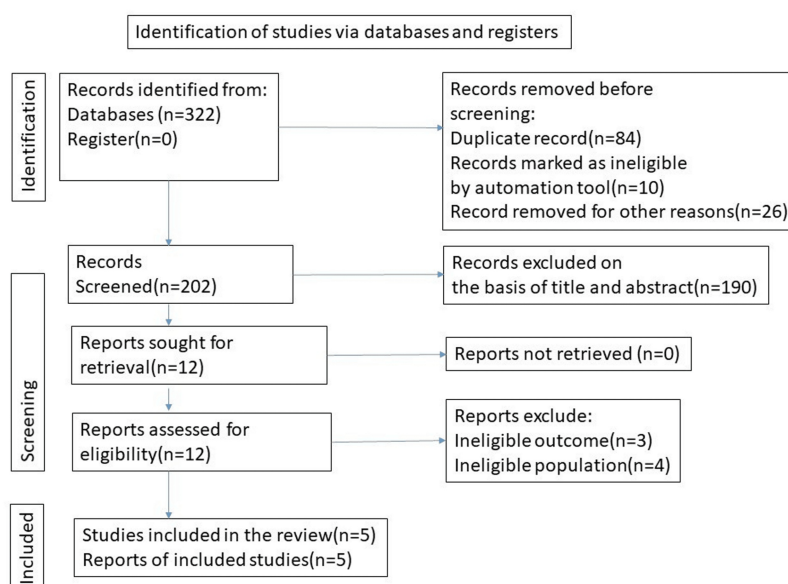 Identification of studies via databases and registers
Identification
Records identified from:
Databases (n=322)
Register(n=0)
Records removed before
screening:
Duplicate record(n=84)
Records marked as ineligible
by automation tool(n=10)
Record removed for other reasons(n=26)
Screening
Records
Screened(n=202)
Records excluded on
the basis of title and abstract(n=190)
Reports sought for
retrieval(n=12)
Reports not retrieved (n=0)
Reports assessed for
eligibility(n=12)
Reports exclude:
Ineligible outcome(n=3)
Ineligible population(n=4)
Included
Studies included in the review(n=5)
Reports of included studies(n=5)